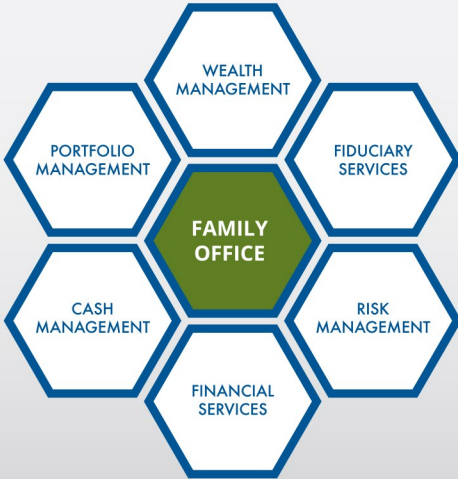 WEALTH
MANAGEMENT
PORTFOLIO
MANAGEMENT
FIDUCIARY
SERVICES
FAMILY
OFFICE
CASH
MANAGEMENT
RISK
MANAGEMENT
FINANCIAL
SERVICES